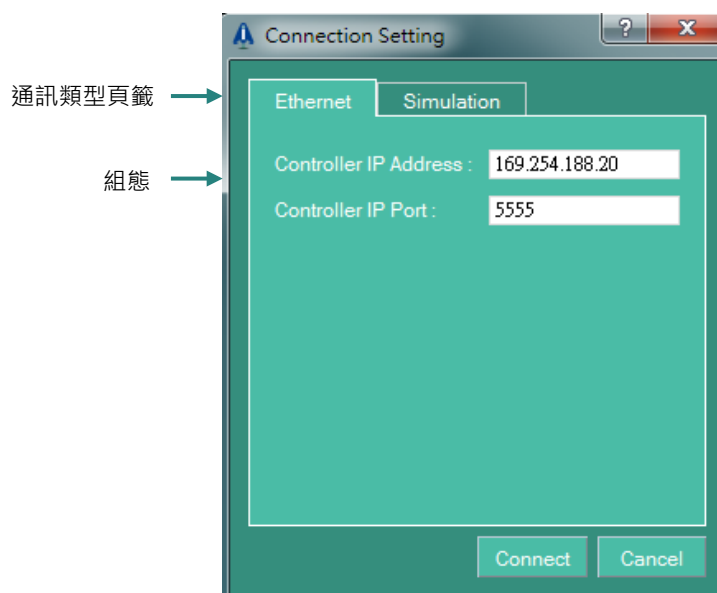 Connection Setting
?
x
通訊類型頁籤
Ethernet
Simulation
組態
Controller IP Address :
169.254.188.20
Controller IP Port :
5555
Connect
Cancel